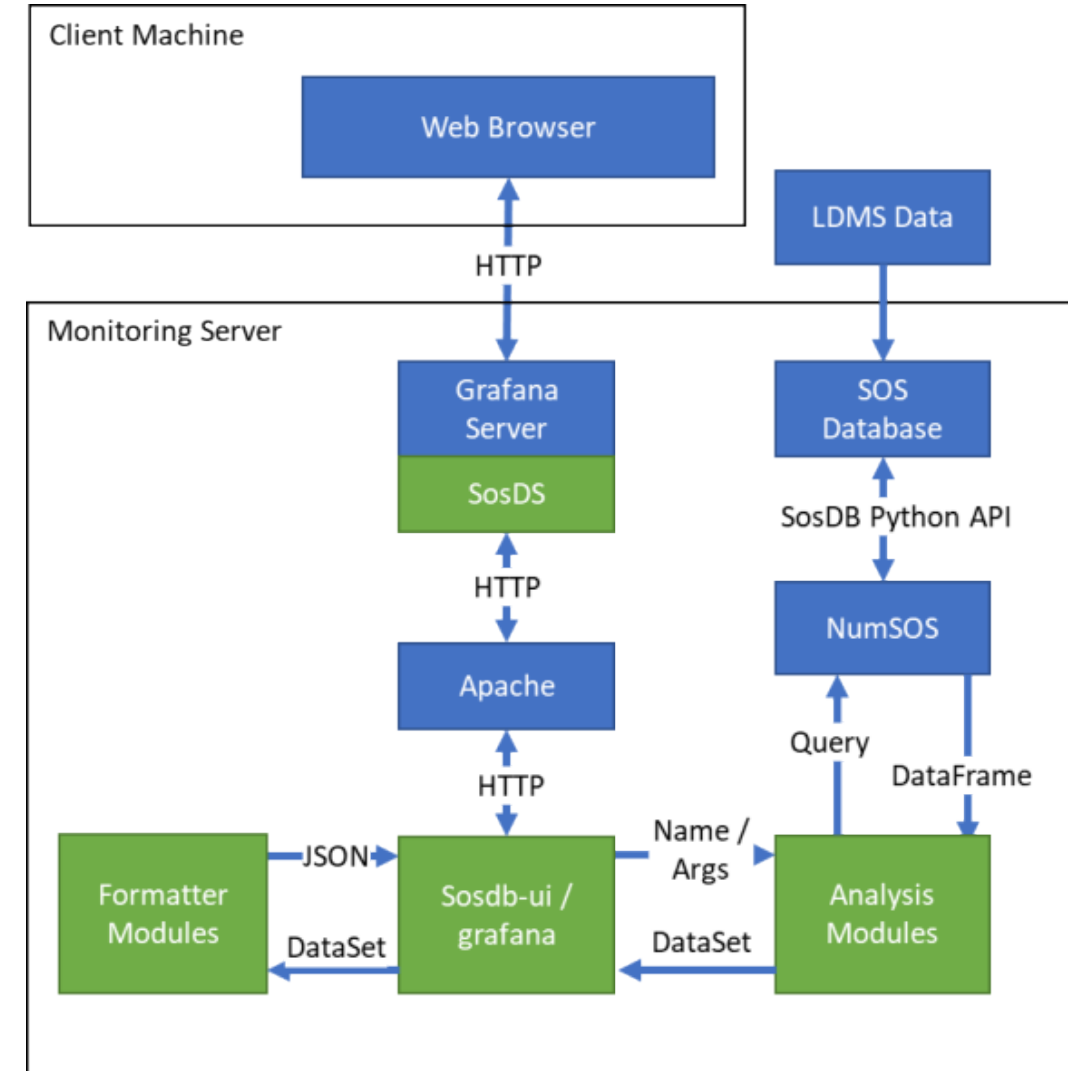 Client Machine
Web Browser
LDMS Data
HTTP
Monitoring Server
Grafana
Server
SosDS
SOS
Database
SosDB Python API
HTTP
NumSOS
Apache
Query
DataFrame
HTTP
Name /
Args
JSON
Formatter
Modules
Sosdb-ui /
grafana
Analysis
Modules
DataSet
DataSet